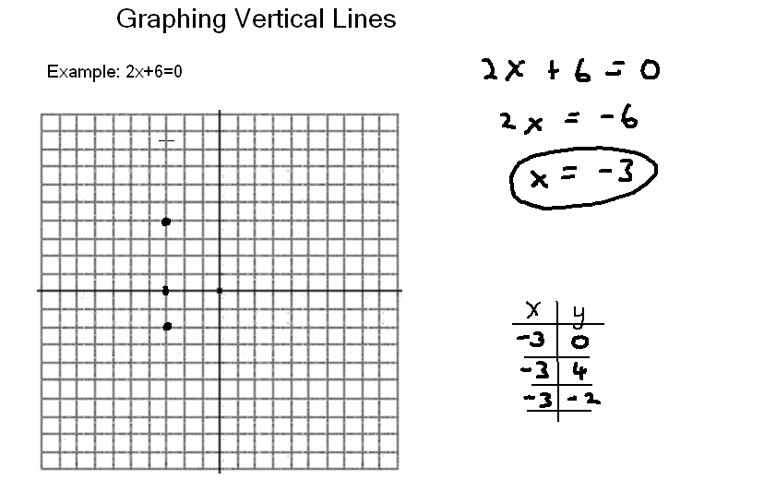 Graphing Vertical Lines
Example: 2x+6=0
2x + 6 = 0
2x = -6
x = -3
x y
-3 0
-3 4
-3 -2